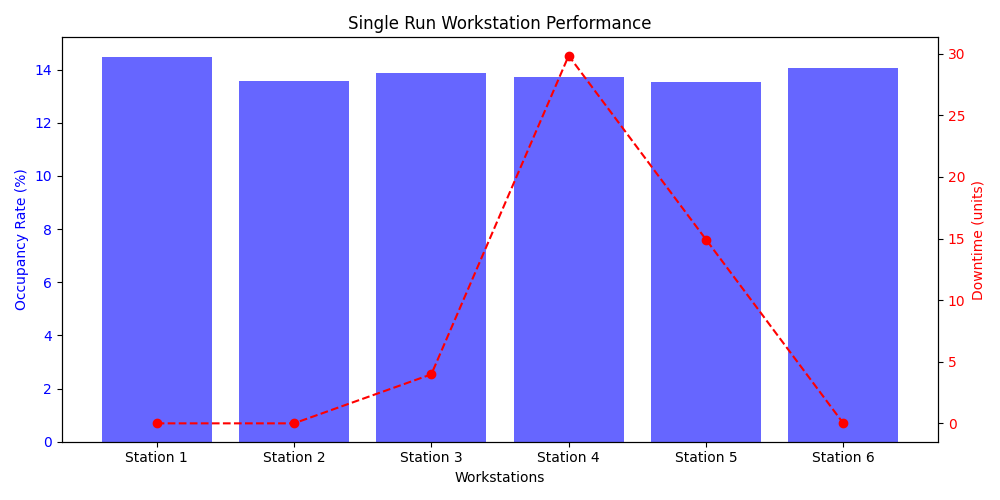 Single Run Workstation Performance
Occupancy Rate (%)
14
12
10
8
6
4
2
0
30
25
20
15
10
5
0
Downtime (units)
Station 1
Station 2
Station 3
Station 4
Station 5
Station 6
Workstations